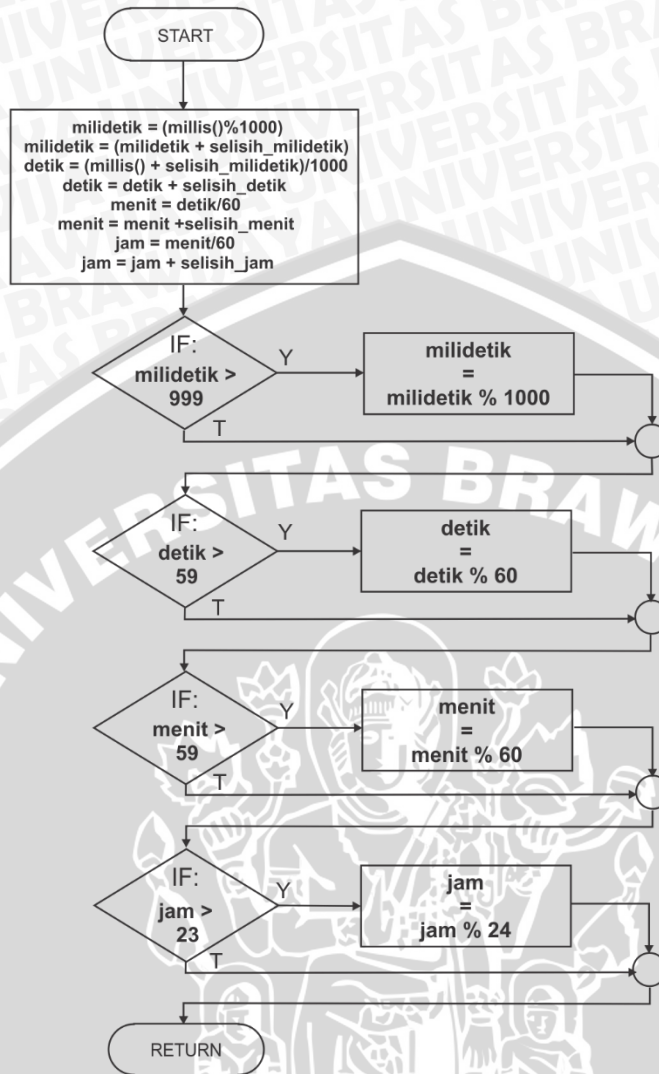 START
milidetik = (millis()%1000)
milidetik = (milidetik + selisih_milidetik)
detik = (millis() + selisih_milidetik)/1000
detik = detik + selisih_detik
menit = detik/60
menit = menit +selisih_menit
jam = menit/60
jam = jam + selisih_jam
IF:
milidetik >
999
Y
milidetik
=
milidetik % 1000
T
IF:
detik >
59
Y
detik
=
detik % 60
T
IF:
menit >
59
Y
menit
=
menit % 60
T
IF:
jam >
23
Y
jam
=
jam % 24
T
RETURN
UNIVERSITAS BRAW